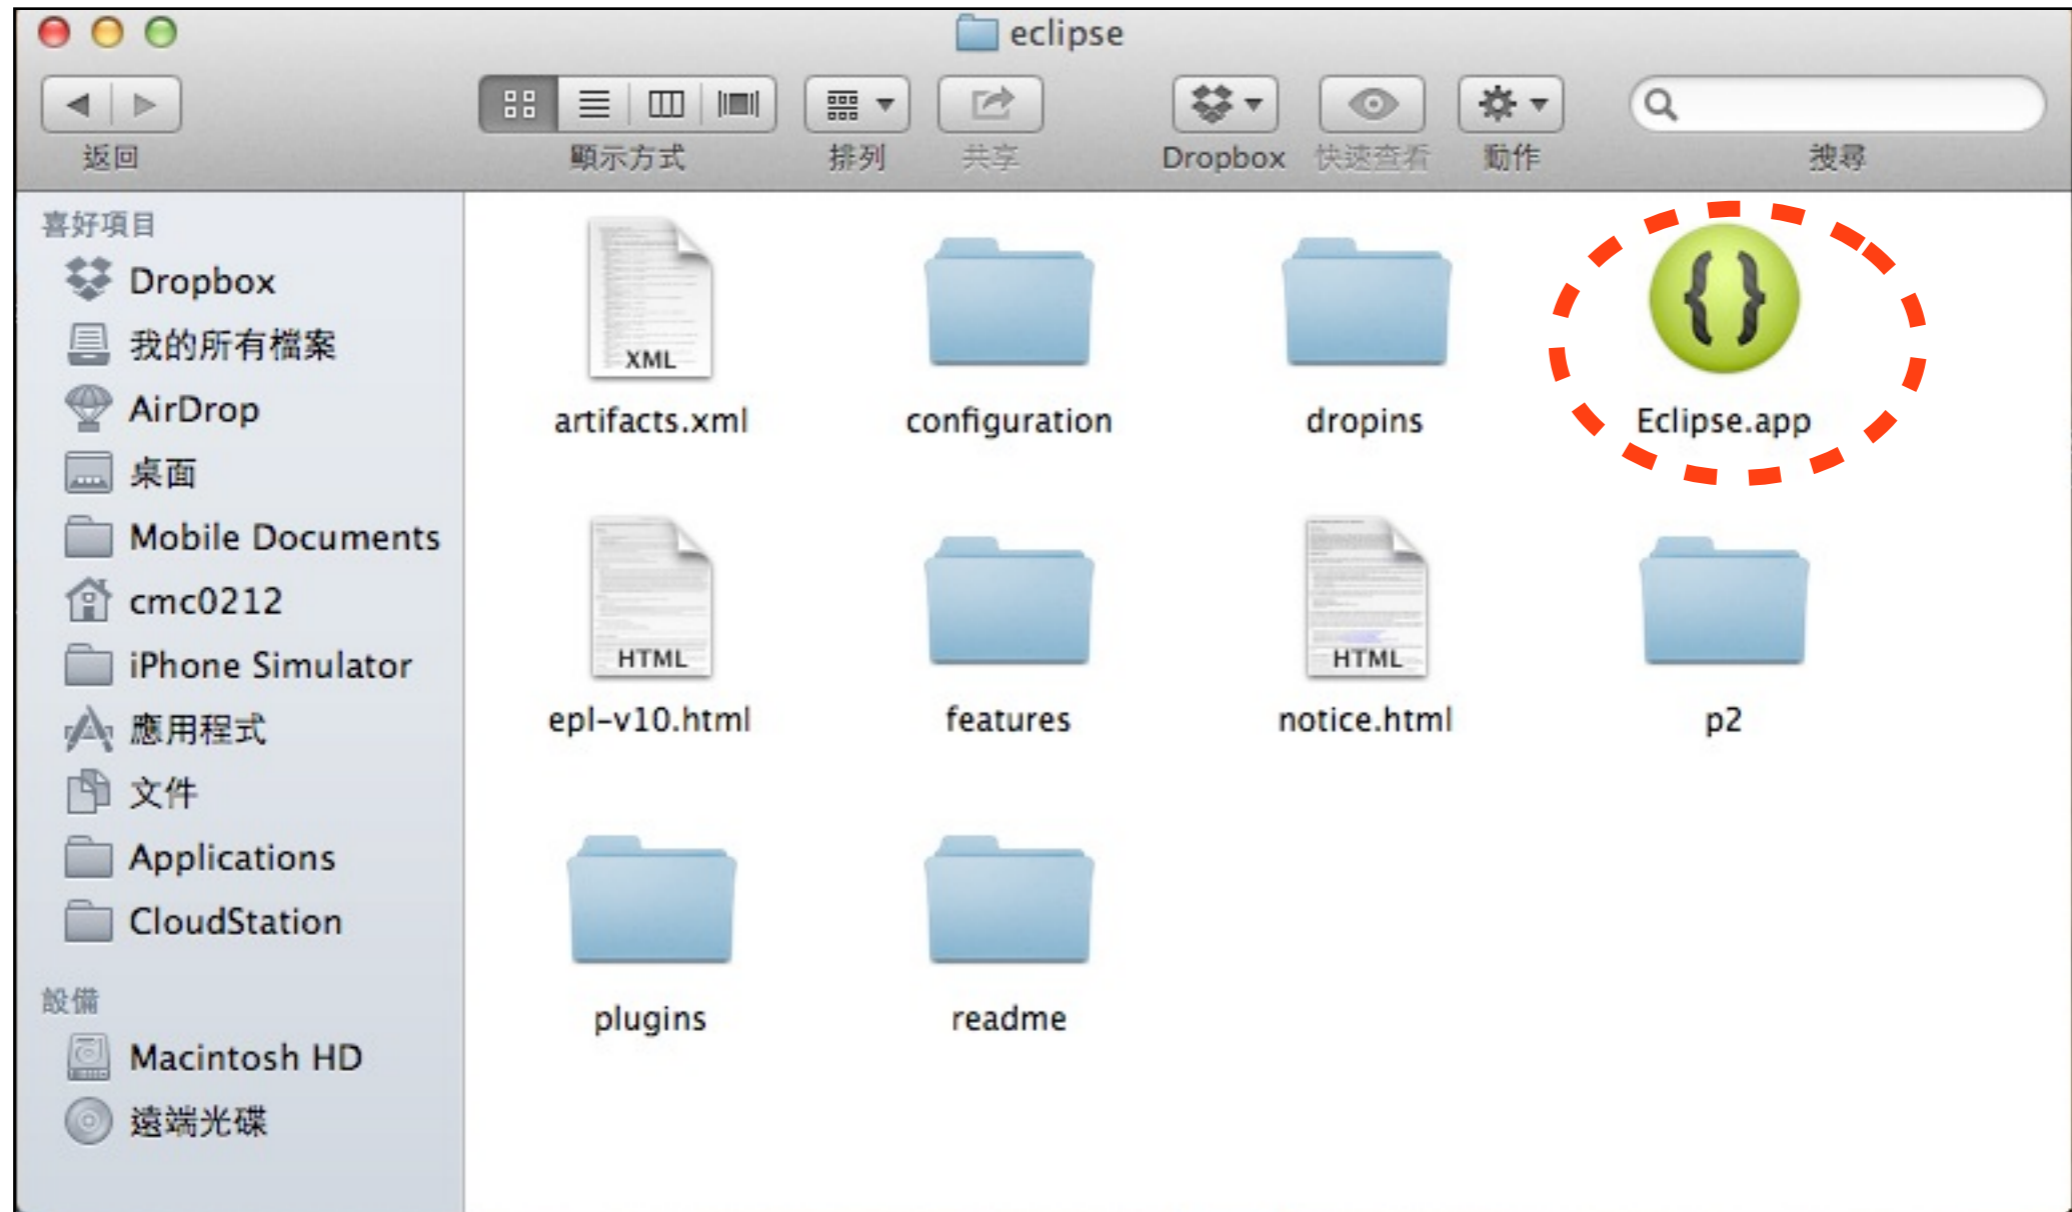 eclipse
返回
顯示方式
排列
共享
Dropbox
快速查看
動作
搜尋
喜好項目
Dropbox
我的所有檔案
AirDrop
桌面
Mobile Documents
cmc0212
iPhone Simulator
應用程式
文件
Applications
CloudStation
設備
Macintosh HD
遠端光碟
XML
artifacts.xml
configuration
dropins
{}
Eclipse.app
HTML
epl-v10.html
features
HTML
notice.html
p2
plugins
readme